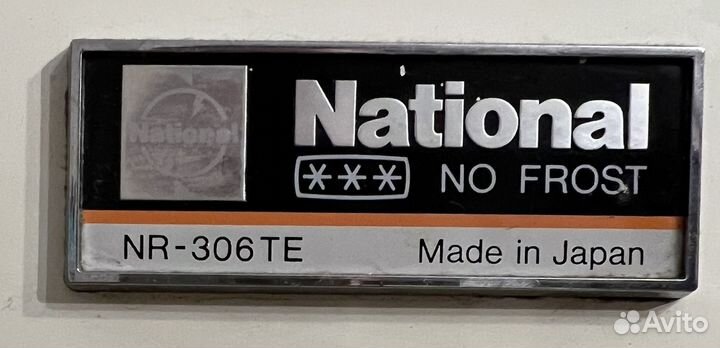 National
National
*** NO FROST
NR-306TE Made in Japan
Avito